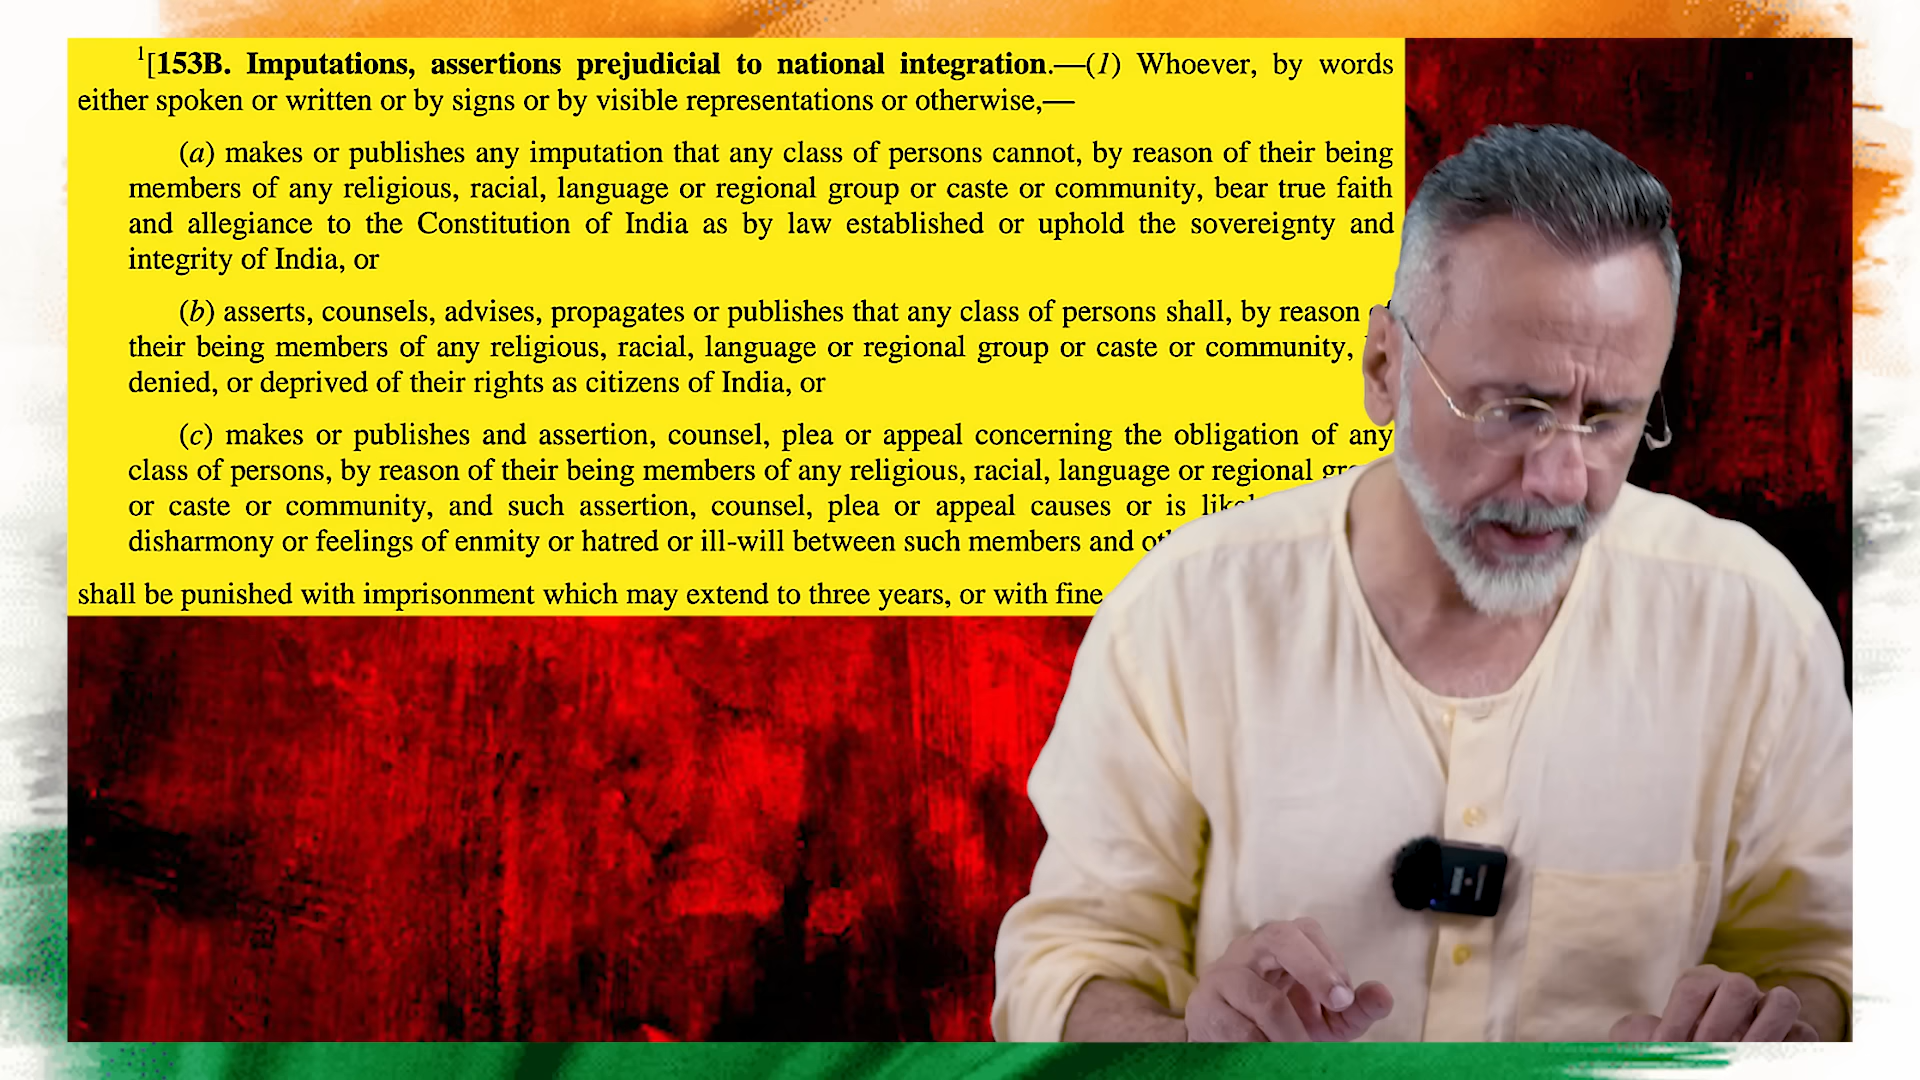 ¹[153B. Imputations, assertions prejudicial to national integration.—(1) Whoever, by words
either spoken or written or by signs or by visible representations or otherwise,—
(a) makes or publishes any imputation that any class of persons cannot, by reason of their being
members of any religious, racial, language or regional group or caste or community, bear true faith
and allegiance to the Constitution of India as by law established or uphold the sovereignty and
integrity of India, or
(b) asserts, counsels, advises, propagates or publishes that any class of persons shall, by reason
their being members of any religious, racial, language or regional group or caste or community,
denied, or deprived of their rights as citizens of India, or
(c) makes or publishes and assertion, counsel, plea or appeal concerning the obligation of any
class of persons, by reason of their being members of any religious, racial, language or regional
or caste or community, and such assertion, counsel, plea or appeal causes or is
disharmony or feelings of enmity or hatred or ill-will between such members and
shall be punished with imprisonment which may extend to three years, or with fine